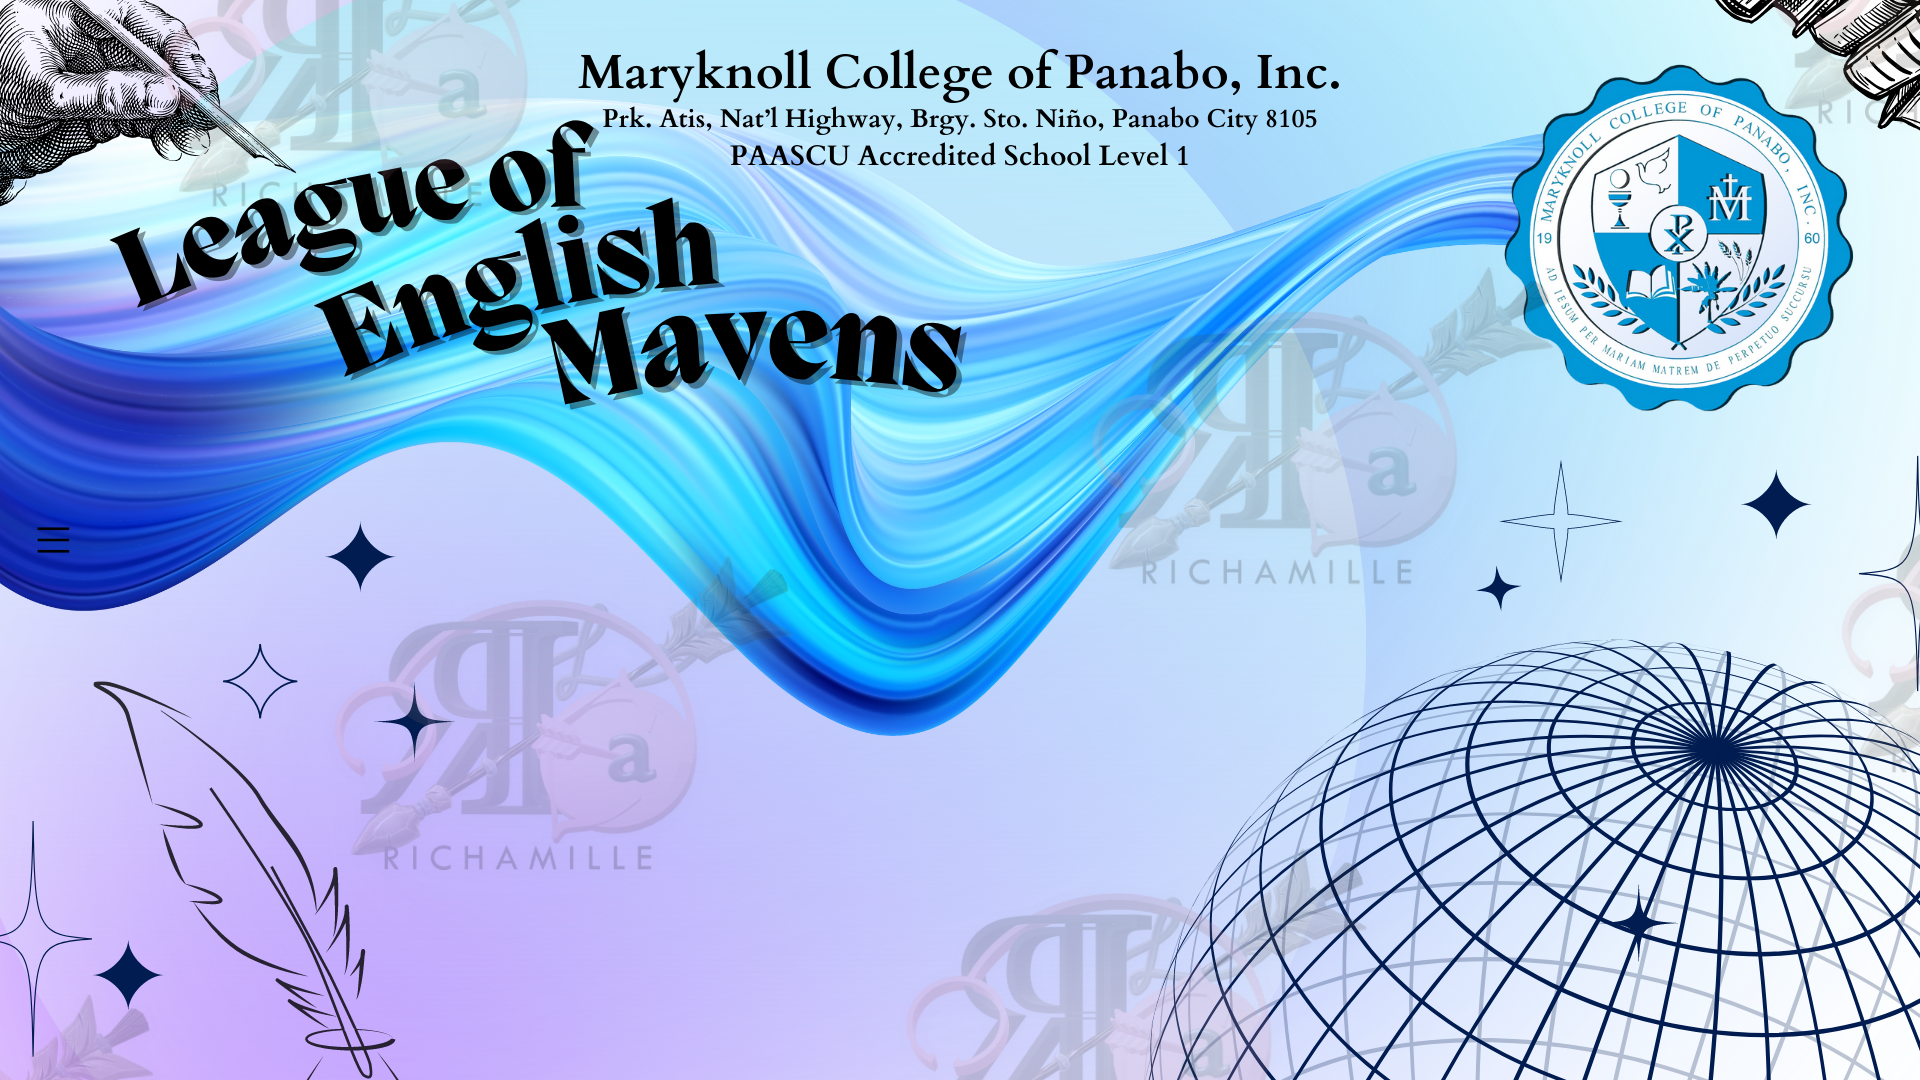 Maryknoll College of Panabo, Inc.
Prk. Atis, Nat’l Highway, Brgy. Sto. Niño, Panabo City 8105
PAASCU Accredited School Level 1
League of
English
Mavens
MARYKNOLL COLLEGE OF PANABO, INC.
19 60
AD IESUM PER MARIAM MATREM DE PERPETUO SUCCURSU
M
a
RICHAMILLE
a
RICHAMILLE
a
RICHAMILLE
a
RICH